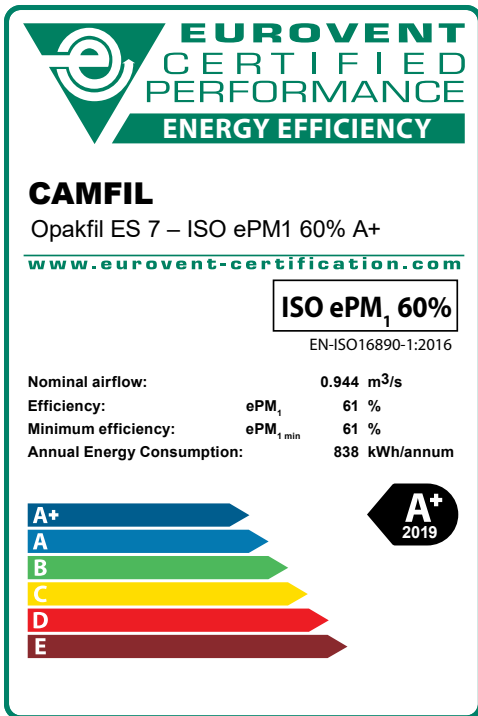 EUROVENT
CERTIFIED
PERFORMANCE
ENERGY EFFICIENCY
CAMFIL
Opakfil ES 7 – ISO ePM1 60% A+
www.eurovent-certification.com
ISO ePM₁ 60%
EN-ISO16890-1:2016
Nominal airflow: 0.944 m³/s
Efficiency: ePM₁ 61 %
Minimum efficiency: ePM₁ min 61 %
Annual Energy Consumption: 838 kWh/annum
A+
A
B
C
D
E
A+
2019